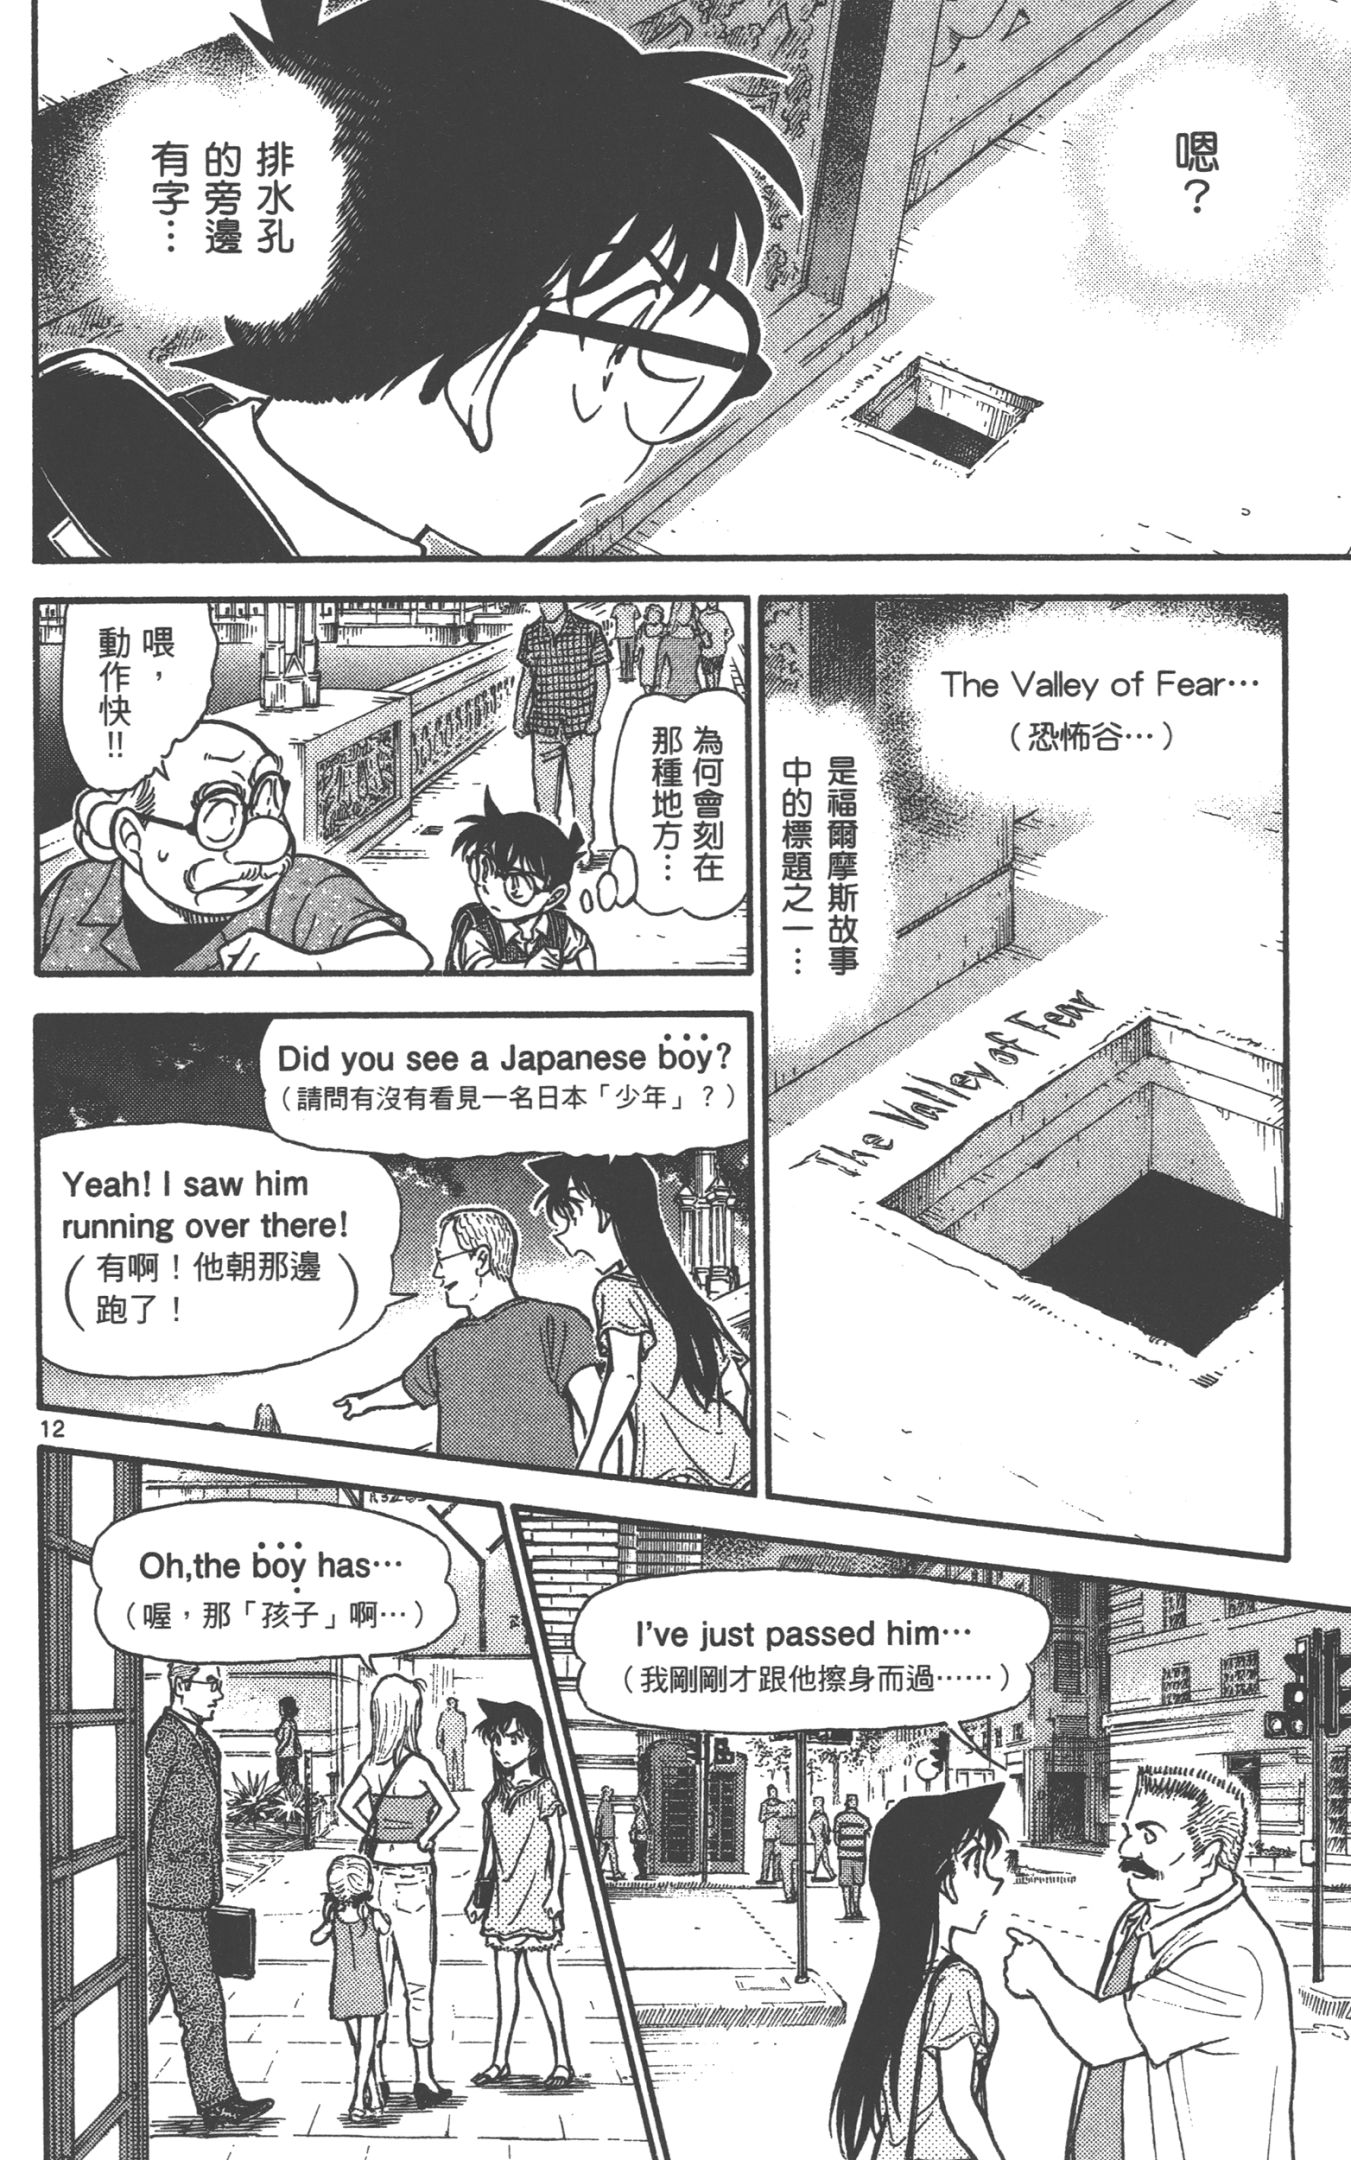 嗯？
排水孔
的旁邊
有字…
The Valley of Fear…
（恐怖谷…）
是福爾摩斯故事
中的標題之一…
The Valley of Fear
為何會刻在
那種地方…
喂，
動作快!!
Did you see a Japanese boy?
（請問有沒有看見一名日本「少年」？）
Yeah! I saw him
running over there!
（有啊！他朝那邊
跑了！）
12
I've just passed him…
（我剛剛才跟他擦身而過……）
Oh,the boy has…
（喔，那「孩子」啊…）